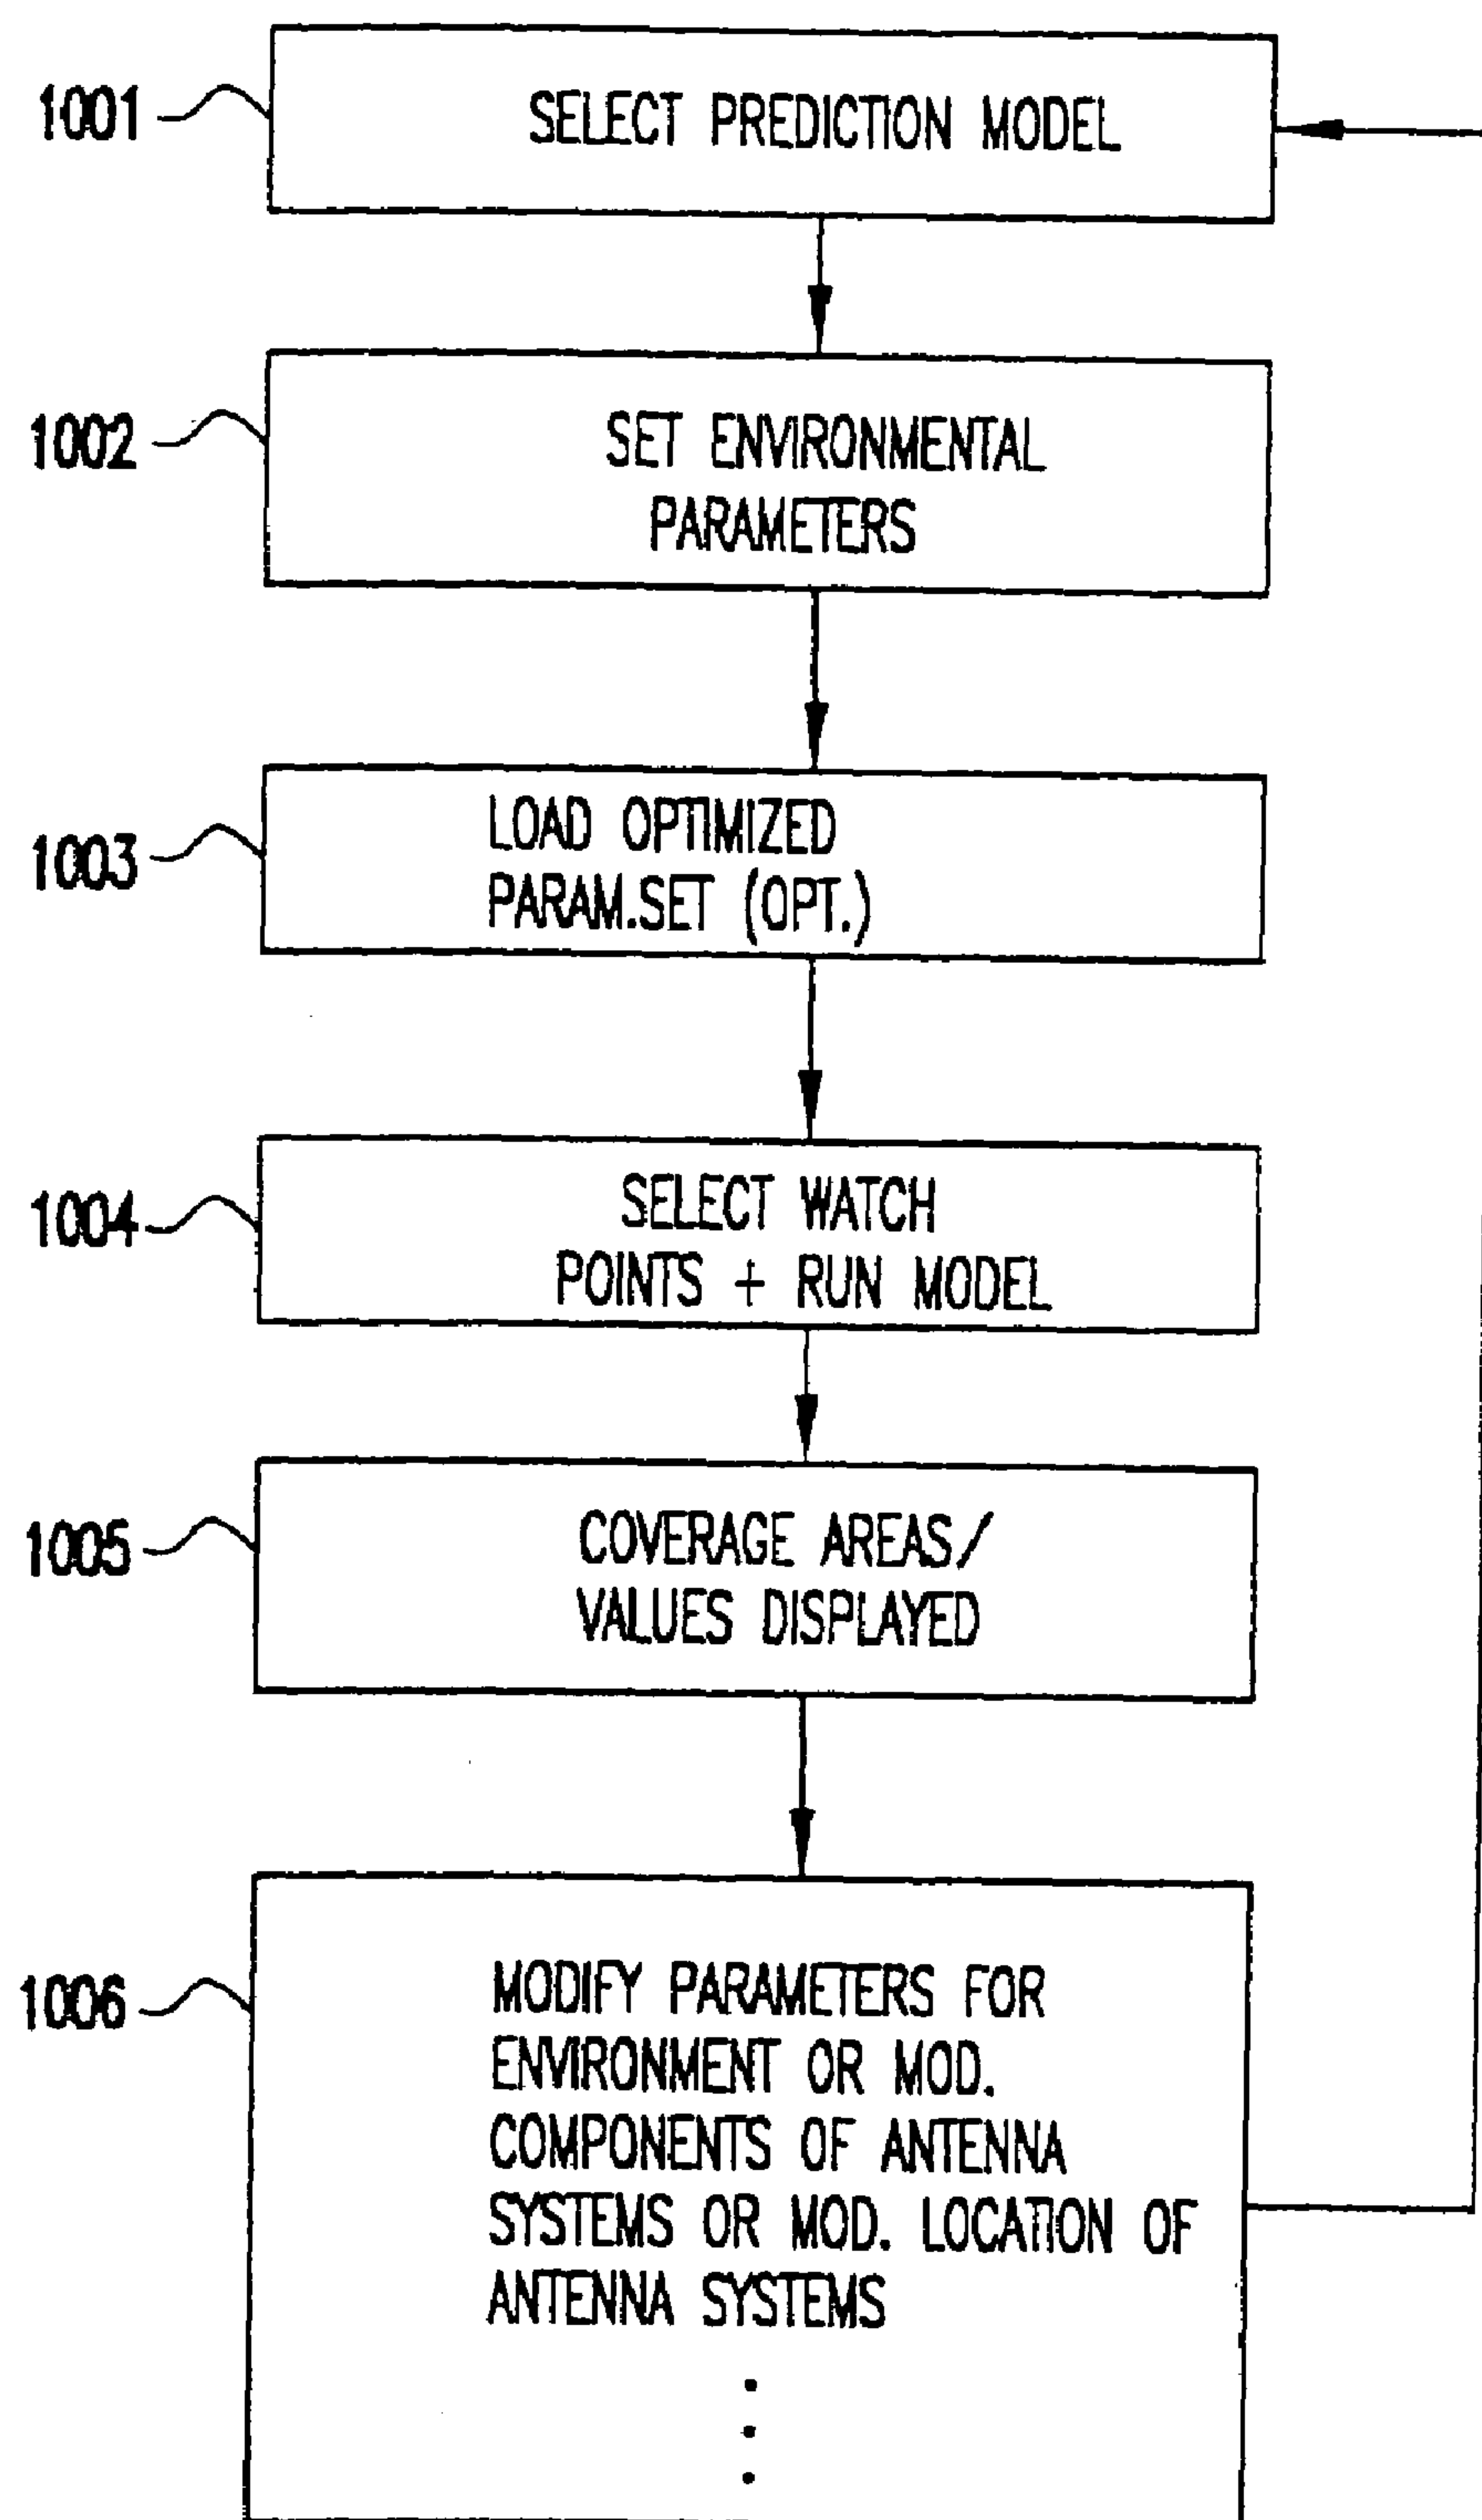 1001
SELECT PREDICTION MODEL
1002
SET ENVIRONMENTAL
PARAMETERS
1003
LOAD OPTIMIZED
PARAM.SET (OPT.)
1004
SELECT WATCH
POINTS + RUN MODEL
1005
COVERAGE AREAS/
VALUES DISPLAYED
1006
MODIFY PARAMETERS FOR
ENVIRONMENT OR MOD.
COMPONENTS OF ANTENNA
SYSTEMS OR MOD. LOCATION OF
ANTENNA SYSTEMS